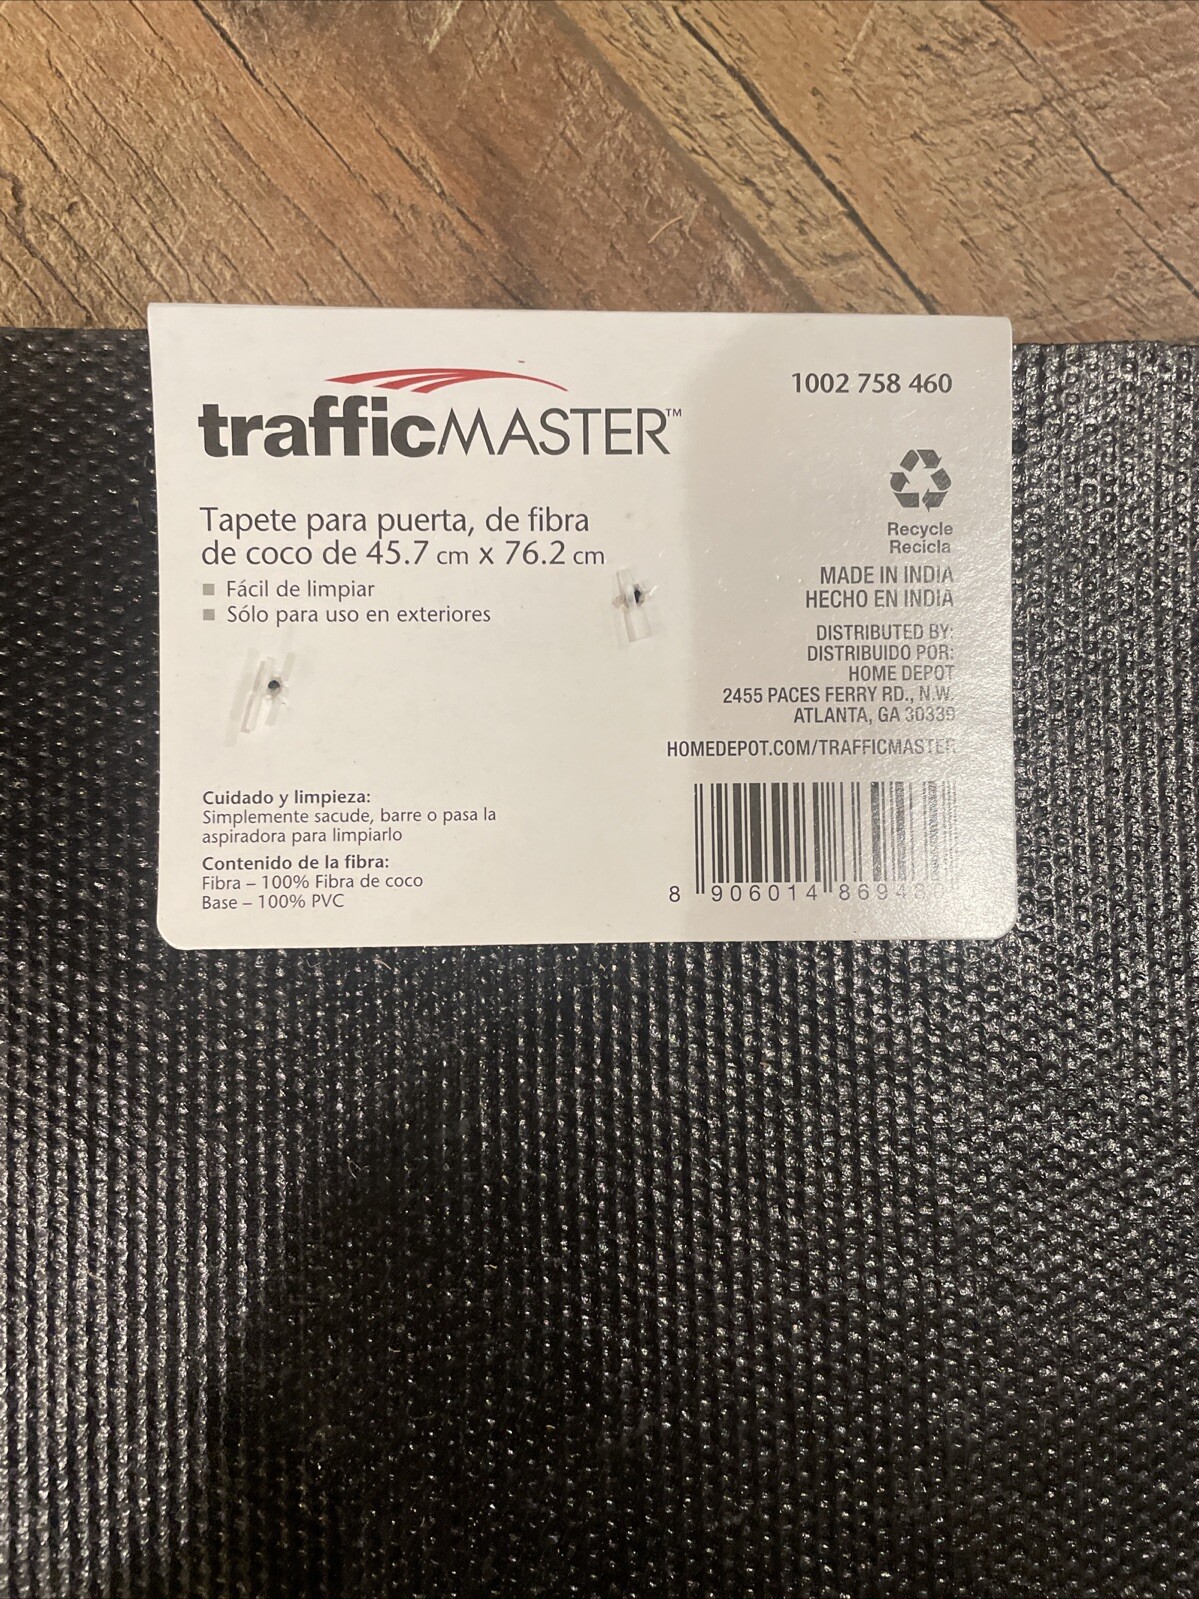 trafficMASTER™
1002 758 460
Tapete para puerta, de fibra
de coco de 45.7 cm x 76.2 cm
Fácil de limpiar
Sólo para uso en exteriores
Recycle
Recicla
MADE IN INDIA
HECHO EN INDIA
DISTRIBUTED BY:
DISTRIBUIDO POR:
HOME DEPOT
2455 PACES FERRY RD., N.W.
ATLANTA, GA 30339
HOMEDEPOT.COM/TRAFFICMASTER
Cuidado y limpieza:
Simplemente sacude, barre o pasa la
aspiradora para limpiarlo
Contenido de la fibra:
Fibra – 100% Fibra de coco
Base – 100% PVC
8 906014